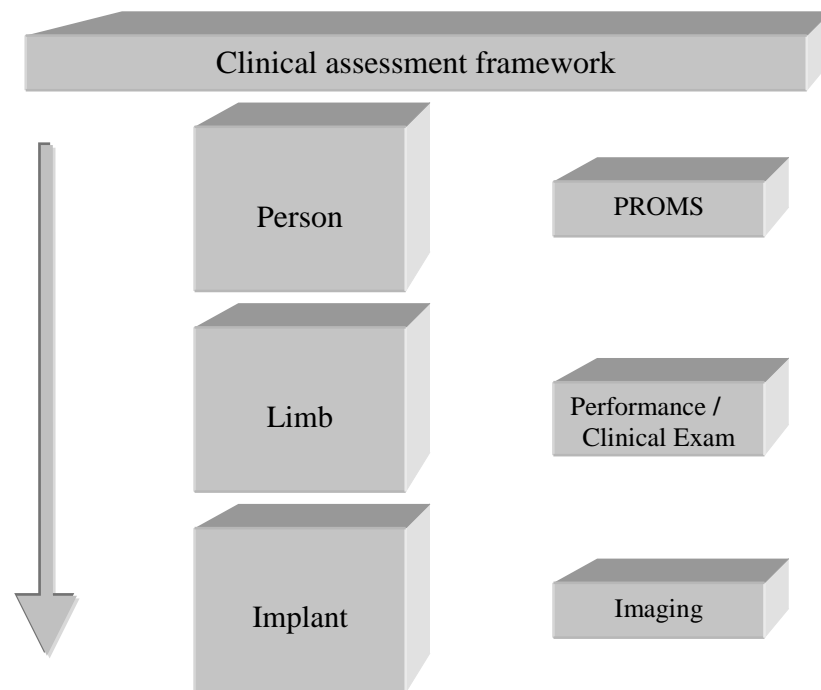 Clinical assessment framework
Person
PROMS
Limb
Performance /
Clinical Exam
Implant
Imaging